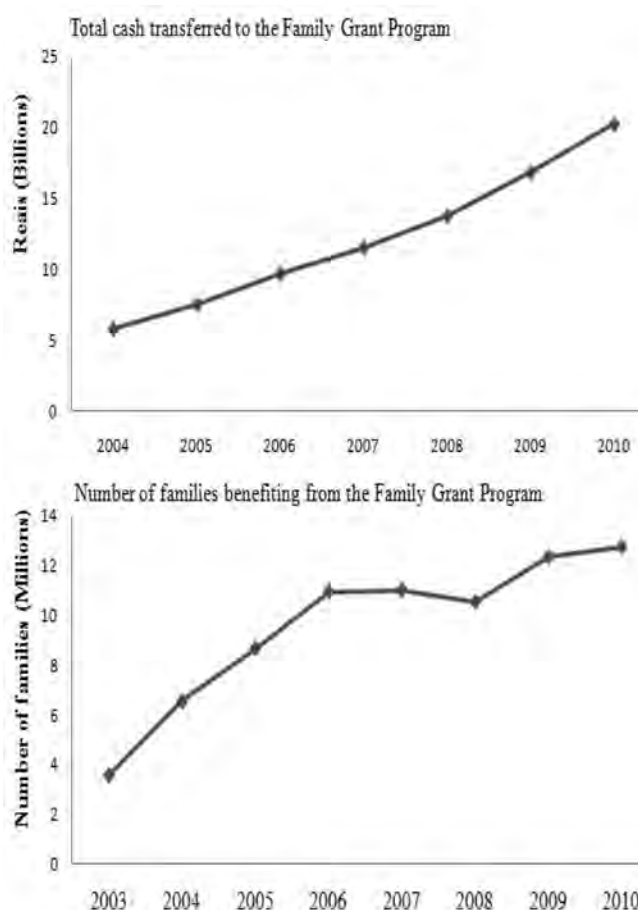 Total cash transferred to the Family Grant Program
Reais (Billions)
25
20
15
10
5
0
2004 2005 2006 2007 2008 2009 2010
Number of families benefiting from the Family Grant Program
Number of families (Millions)
14
12
10
8
6
4
2
0
2003 2004 2005 2006 2007 2008 2009 2010